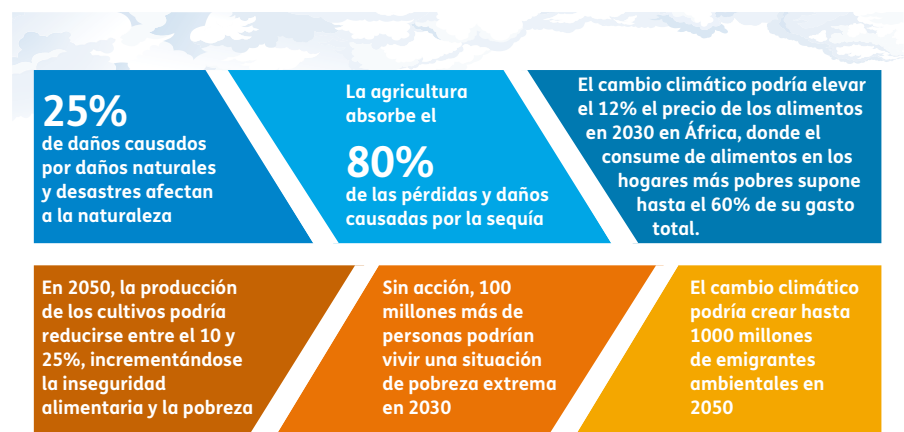 25%
de daños causados
por daños naturales
y desastres afectan
a la naturaleza
La agricultura
absorbe el
80%
de las pérdidas y daños
causadas por la sequía
El cambio climático podría elevar
el 12% el precio de los alimentos
en 2030 en África, donde el
consume de alimentos en los
hogares más pobres supone
hasta el 60% de su gasto
total.
En 2050, la producción
de los cultivos podría
reducirse entre el 10 y
25%, incrementándose
la inseguridad
alimentaria y la pobreza
Sin acción, 100
millones más de
personas podrían
vivir una situación
de pobreza extrema
en 2030
El cambio climático
podría crear hasta
1000 millones
de emigrantes
ambientales en
2050